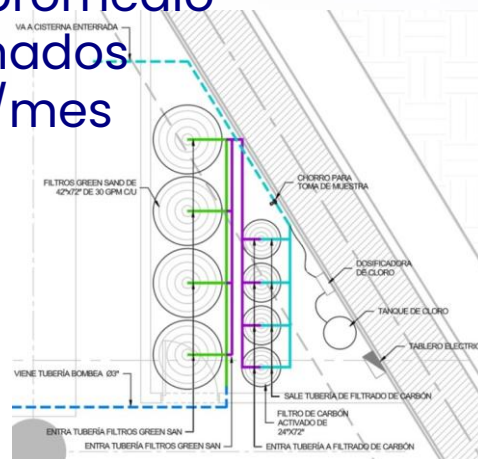 promedio
nados
/mes
VA A CISTERNA ENTERRADA
FILTROS GREEN SAND DE
42"x72" DE 30 GPM C/U
CHORRO PARA
TOMA DE MUESTRA
DOSIFICADORA
DE CLORO
TANQUE DE CLORO
TABLERO ELECTRIC
VIENE TUBERÍA BOMBEA Ø3"
SALE TUBERÍA DE FILTRADO DE CARBÓN
FILTRO DE CARBÓN
ACTIVADO DE
24"X72"
ENTRA TUBERÍA FILTROS GREEN SAN
ENTRA TUBERÍA FILTROS GREEN SAN
ENTRA TUBERÍA A FILTRADO DE CARBÓN